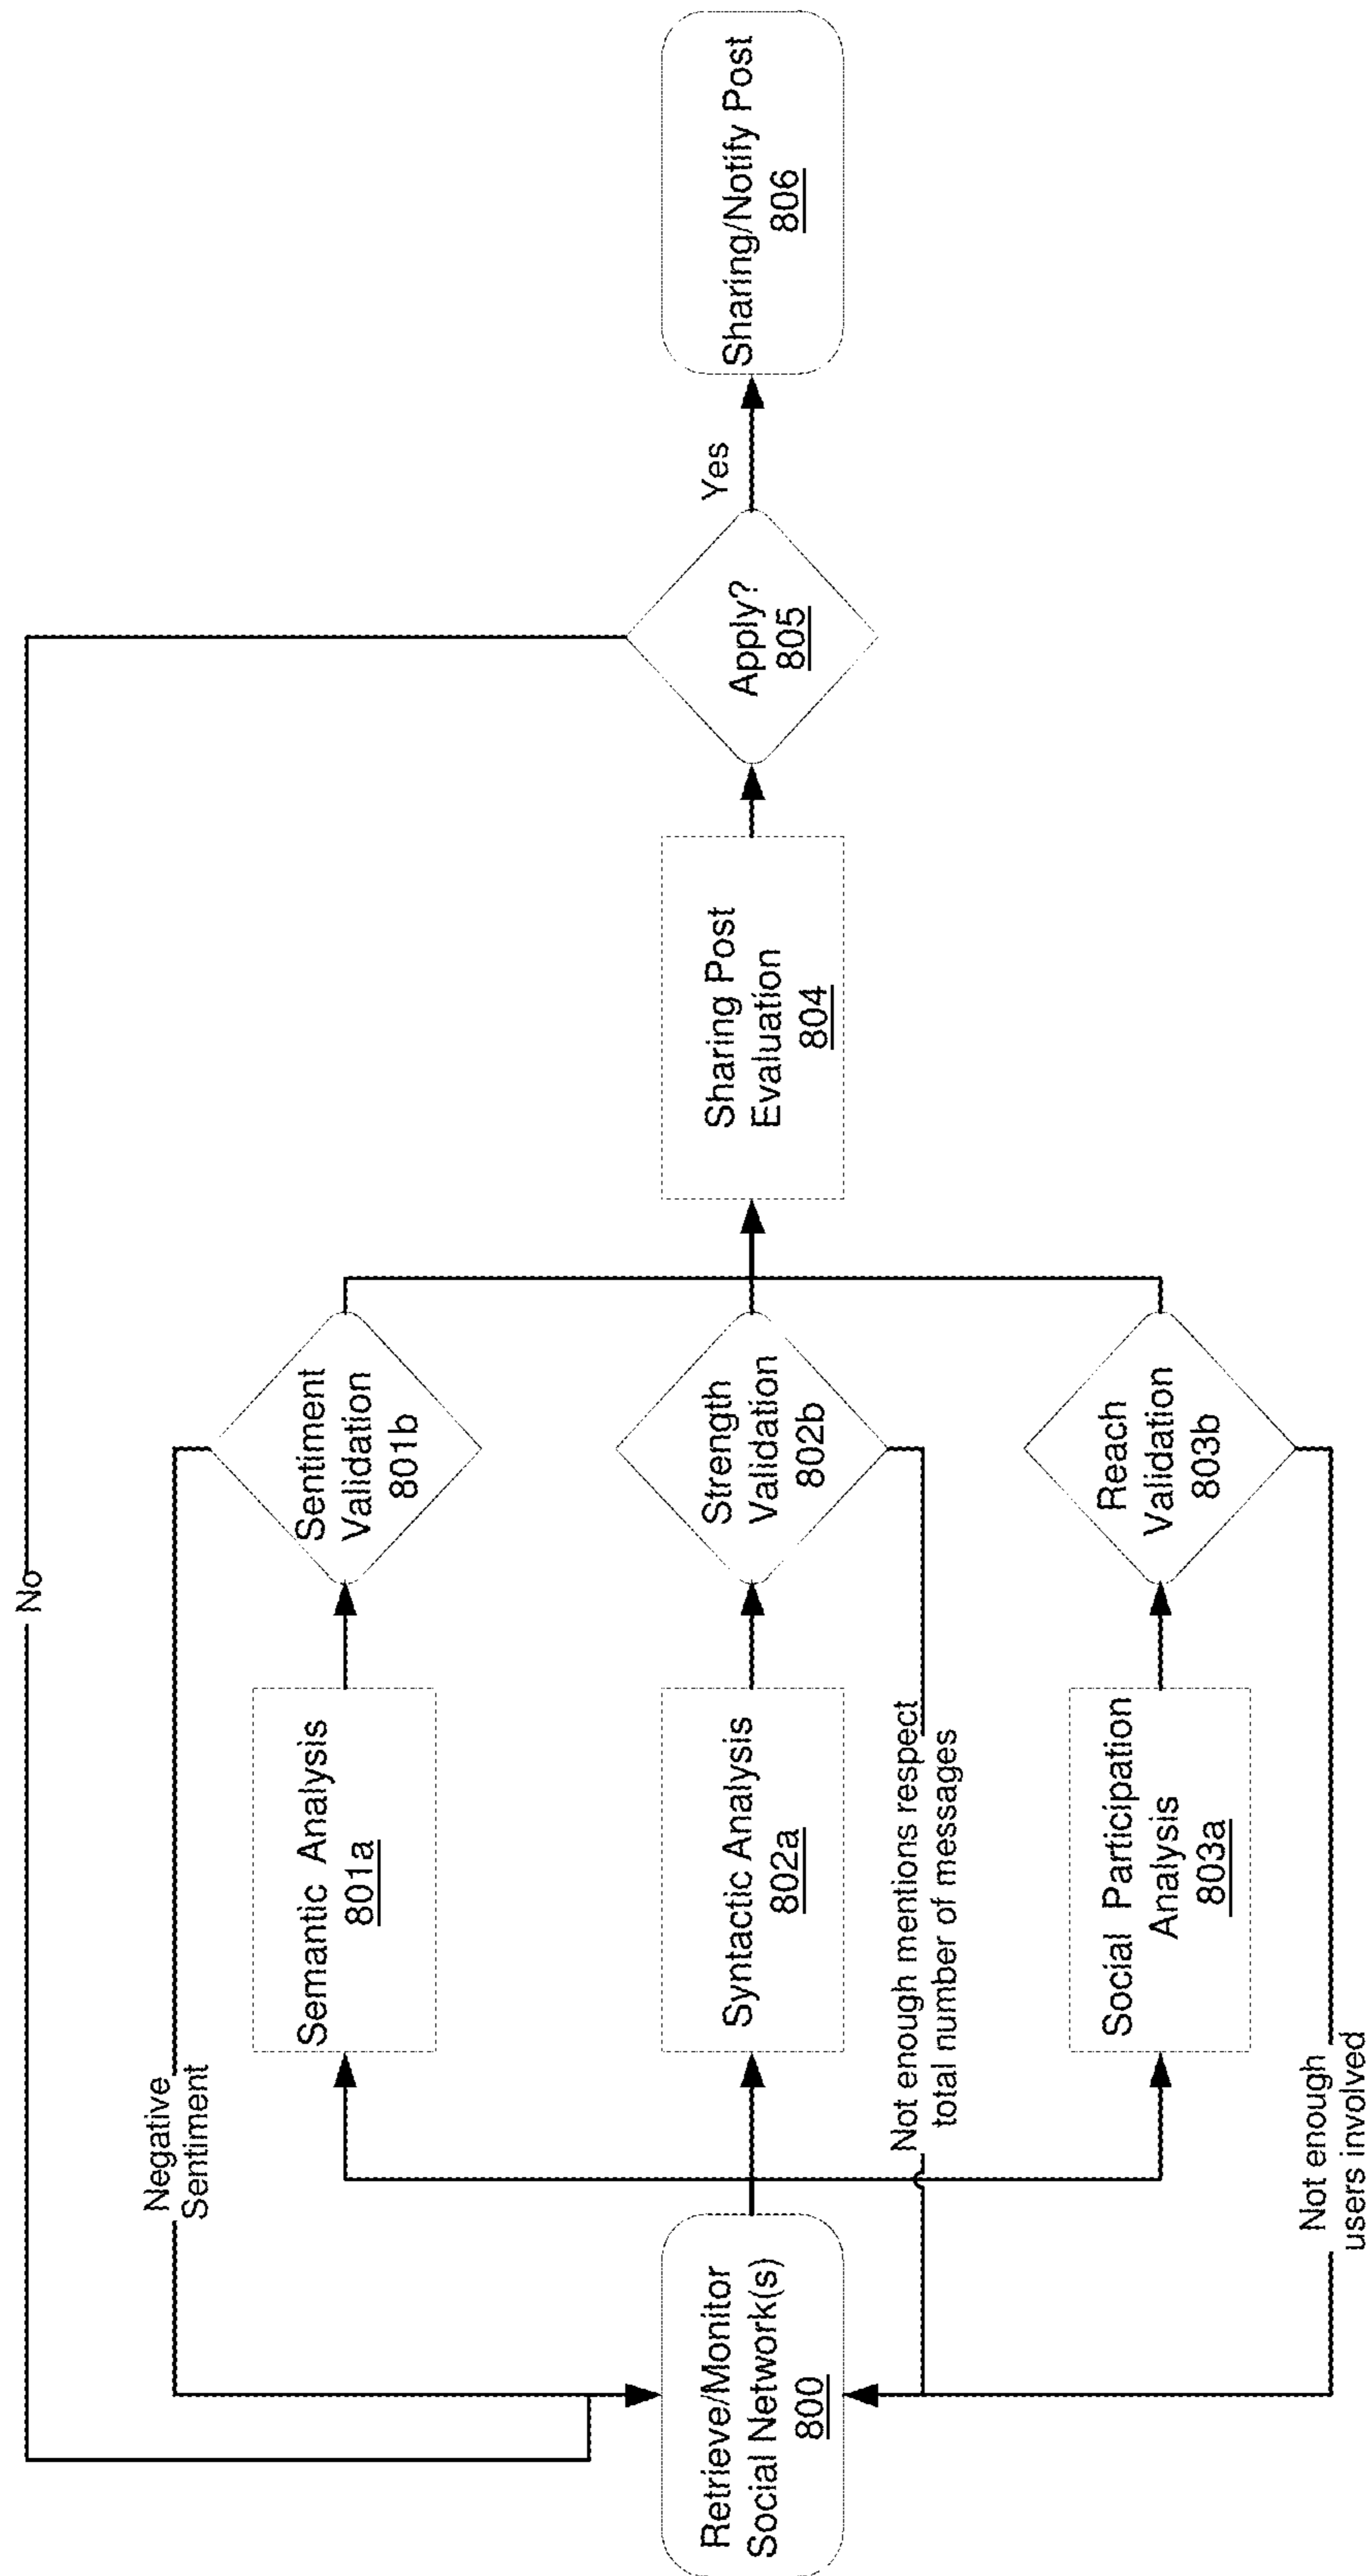 No
Negative
Sentiment
Retrieve/Monitor
Social Network(s)
800
Semantic Analysis
801a
Sentiment
Validation
801b
Syntactic Analysis
802a
Strength
Validation
802b
Not enough mentions respect
total number of messages
Social Participation
Analysis
803a
Reach
Validation
803b
Not enough
users involved
Sharing Post
Evaluation
804
Apply?
805
Yes
Sharing/Notify Post
806